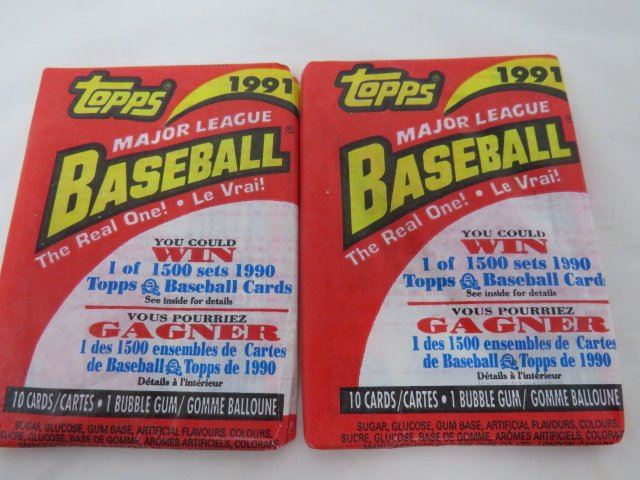 Topps
1991
MAJOR LEAGUE
BASEBALL®
The Real One! • Le Vrai!
YOU COULD
WIN
1 of 1500 sets 1990
Topps Baseball Cards
See inside for details
VOUS POURRIEZ
GAGNER
1 des 1500 ensembles de Cartes
de Baseball Topps de 1990
Détails à l'intérieur
10 CARDS/CARTES • 1 BUBBLE GUM/ GOMME BALLOUNE
SUGAR, GLUCOSE, GUM BASE, ARTIFICIAL FLAVOURS, COLOURS.
SUCRE, GLUCOSE, BASE DE GOMME, ARÔMES ARTIFICIELS, COLORA
Topps
1991
MAJOR LEAGUE
BASEBALL®
The Real One! • Le Vrai!
YOU COULD
WIN
1 of 1500 sets 1990
Topps Baseball Card
See inside for details
VOUS POURRIEZ
GAGNER
1 des 1500 ensembles de Carte
de Baseball Topps de 1990
Détails à l'intérieur
10 CARDS/CARTES • 1 BUBBLE GUM/ GOMME BALLOUNE
SUGAR, GLUCOSE, GUM BASE, ARTIFICIAL FLAVOURS, COLOURS,
SUCRE, GLUCOSE, BASE DE GOMME, ARÔMES ARTIFICIELS, COLORA